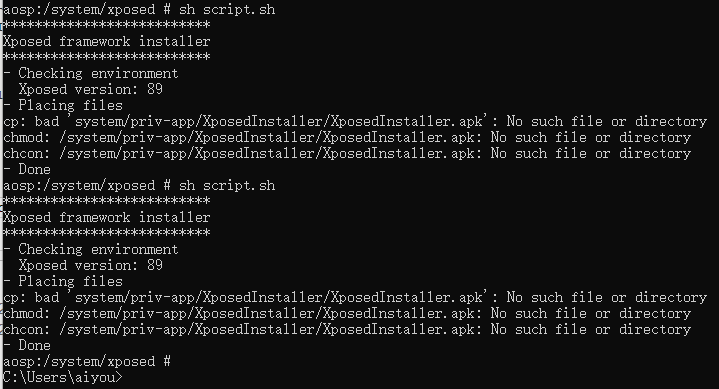 aosp:/system/xposed # sh script.sh
**************************
Xposed framework installer
**************************
- Checking environment
  Xposed version: 89
- Placing files
cp: bad 'system/priv-app/XposedInstaller/XposedInstaller.apk': No such file or directory
chmod: /system/priv-app/XposedInstaller/XposedInstaller.apk: No such file or directory
chcon: /system/priv-app/XposedInstaller/XposedInstaller.apk: No such file or directory
- Done
aosp:/system/xposed # sh script.sh
**************************
Xposed framework installer
**************************
- Checking environment
  Xposed version: 89
- Placing files
cp: bad 'system/priv-app/XposedInstaller/XposedInstaller.apk': No such file or directory
chmod: /system/priv-app/XposedInstaller/XposedInstaller.apk: No such file or directory
chcon: /system/priv-app/XposedInstaller/XposedInstaller.apk: No such file or directory
- Done
aosp:/system/xposed #
C:\Users\aiyou>